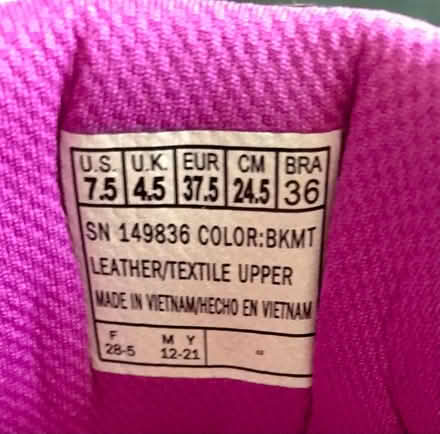 U.S. U.K. EUR CM BRA
7.5 4.5 37.5 24.5 36
SN 149836 COLOR:BKMT
LEATHER/TEXTILE UPPER
MADE IN VIETNAM/HECHO EN VIETNAM
F M Y
28-5 12-21